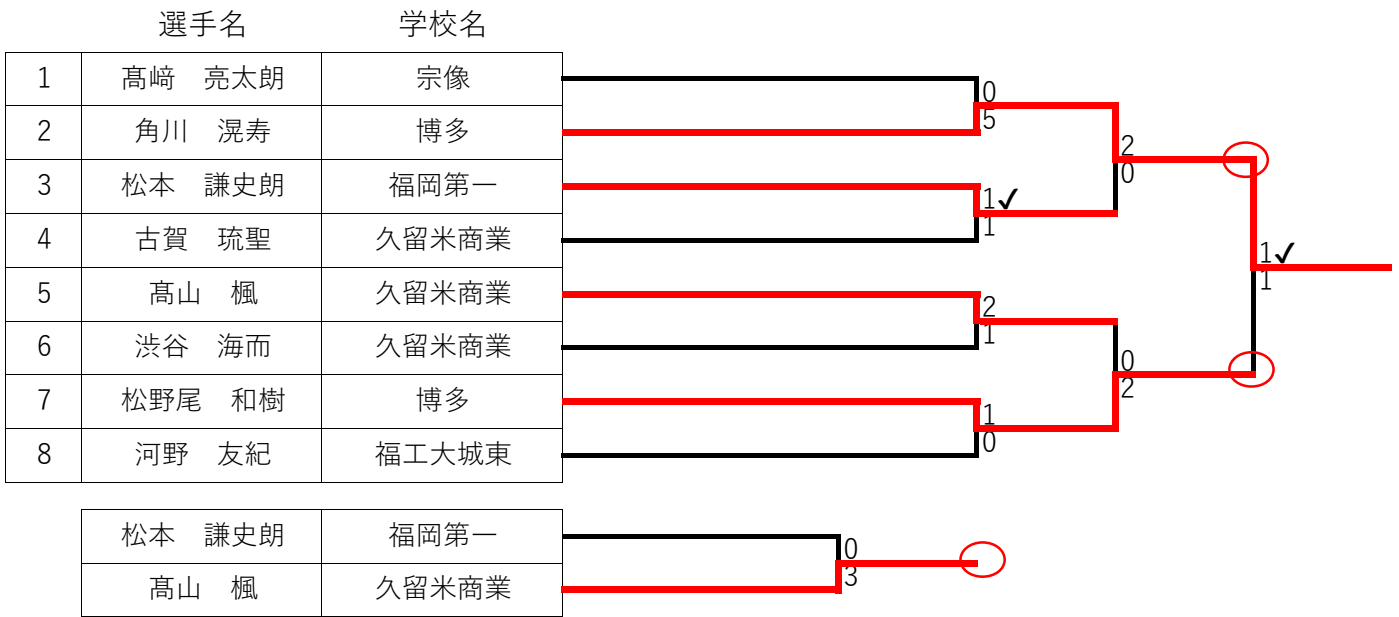 選手名 学校名
1 髙﨑 亮太朗 宗像
2 角川 滉寿 博多
3 松本 謙史朗 福岡第一
4 古賀 琉聖 久留米商業
5 髙山 楓 久留米商業
6 渋谷 海而 久留米商業
7 松野尾 和樹 博多
8 河野 友紀 福工大城東
0
5
1✓
1
2
1
1
0
2
0
0
2
1✓
1
松本 謙史朗 福岡第一
髙山 楓 久留米商業
0
3